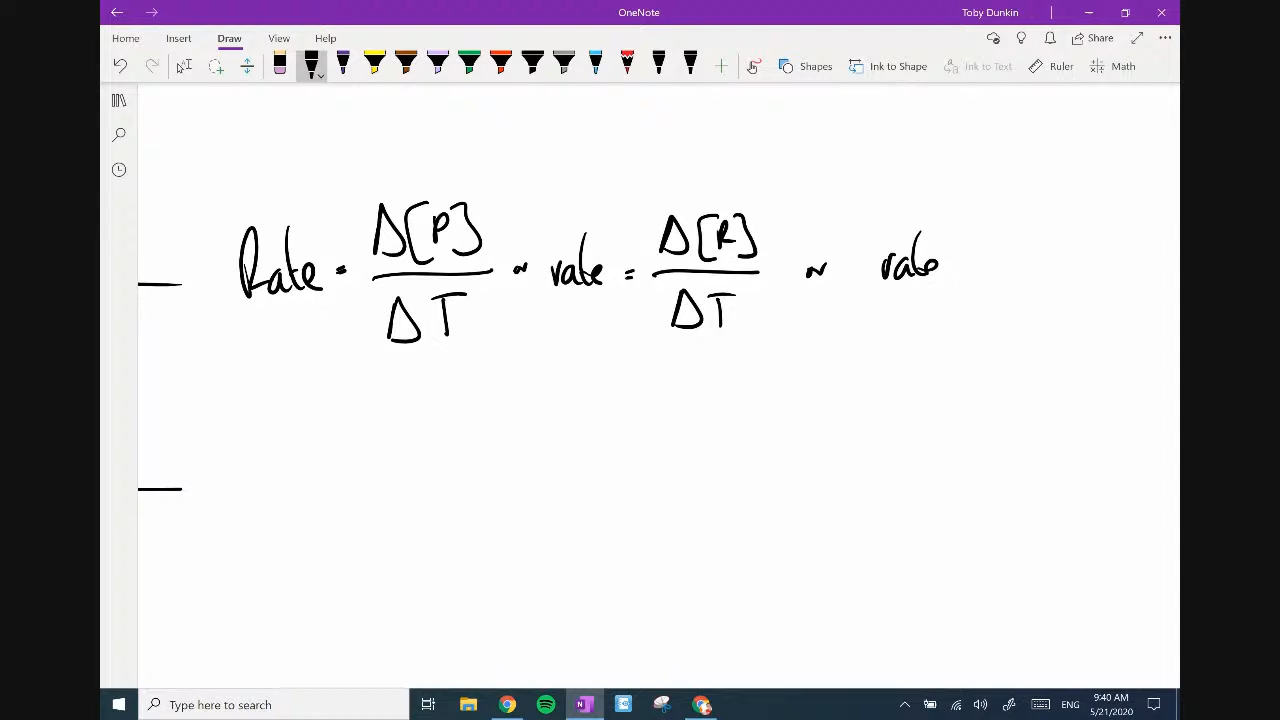 OneNote
Toby Dunkin
Home Insert Draw View Help
Share
Shapes Ink to Shape Ink to Text Ruler Math
Rate = Δ[P]/ΔT ~ rate = Δ[R]/ΔT ~ rate
Type here to search
ENG
9:40 AM
5/21/2020